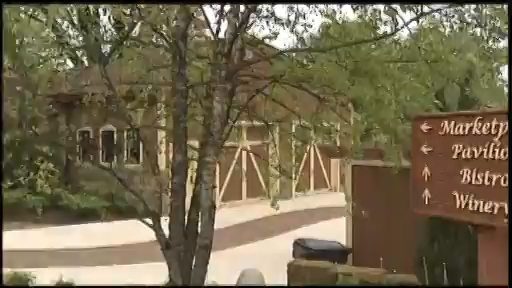 ← Marketp
← Pavilio
↑ Bistro
↑ Winery